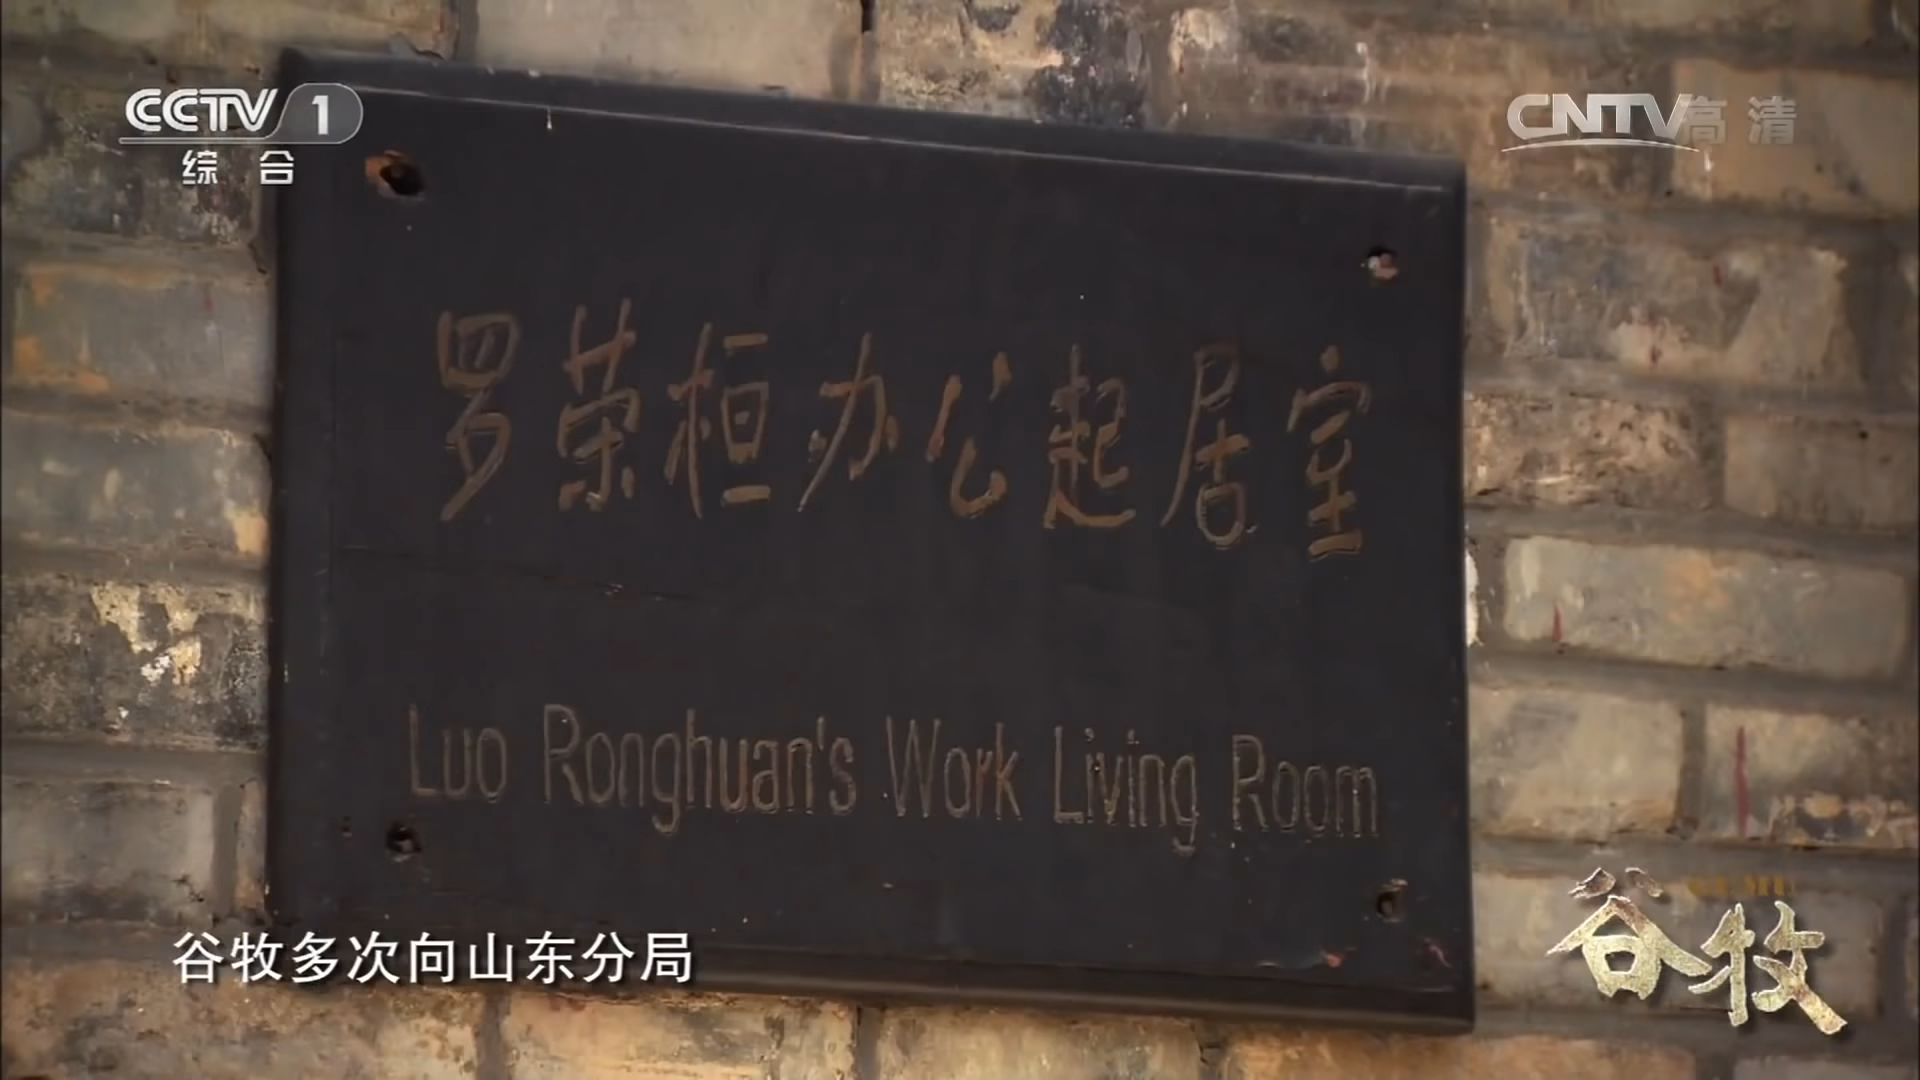 CCTV 1
综合
CNTV高清
罗荣桓办公起居室
Luo Ronghuan's Work Living Room
谷牧
谷牧多次向山东分局